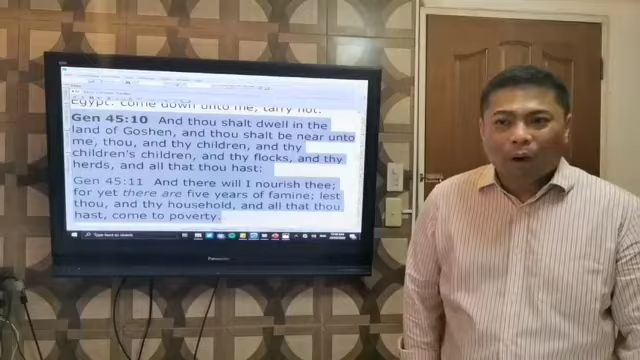 Egypt: come down unto me, tarry not:
Gen 45:10 And thou shalt dwell in the
land of Goshen, and thou shalt be near unto
me, thou, and thy children, and thy
children's children, and thy flocks, and thy
herds, and all that thou hast:
Gen 45:11 And there will I nourish thee;
for yet there are five years of famine; lest
thou, and thy household, and all that thou
hast, come to poverty.
Type here to search
Panasonic